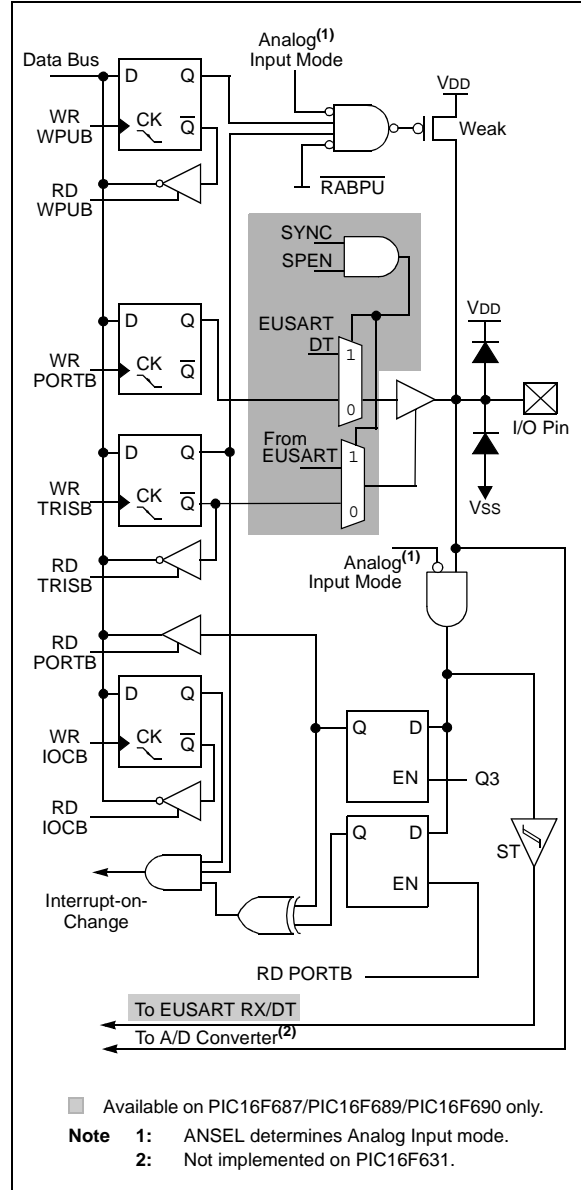 Analog(1)
Input Mode
Data Bus
D Q
VDD
WR
WPUB
CK Q
Weak
RD
WPUB
RABPU
SYNC
SPEN
D Q
EUSART
DT
1
VDD
WR
PORTB
CK Q
0
I/O Pin
D Q
From
EUSART
1
WR
TRISB
CK Q
0
VSS
Analog(1)
Input Mode
RD
TRISB
RD
PORTB
D Q
Q D
WR
IOCB
CK Q
EN
Q3
RD
IOCB
Q D
ST
EN
Interrupt-on-
Change
RD PORTB
To EUSART RX/DT
To A/D Converter(2)
Available on PIC16F687/PIC16F689/PIC16F690 only.
Note 1: ANSEL determines Analog Input mode.
2: Not implemented on PIC16F631.